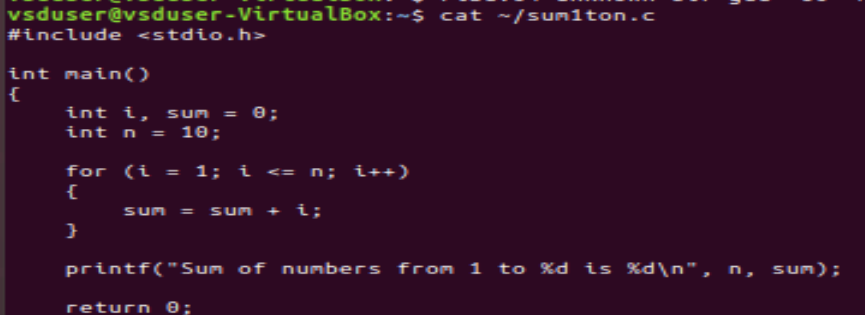 vsduser@vsduser-VirtualBox:~$ cat ~/sum1ton.c
#include <stdio.h>
int main()
{
    int i, sum = 0;
    int n = 10;
    for (i = 1; i <= n; i++)
    {
        sum = sum + i;
    }
    printf("Sum of numbers from 1 to %d is %d\n", n, sum);
    return 0;